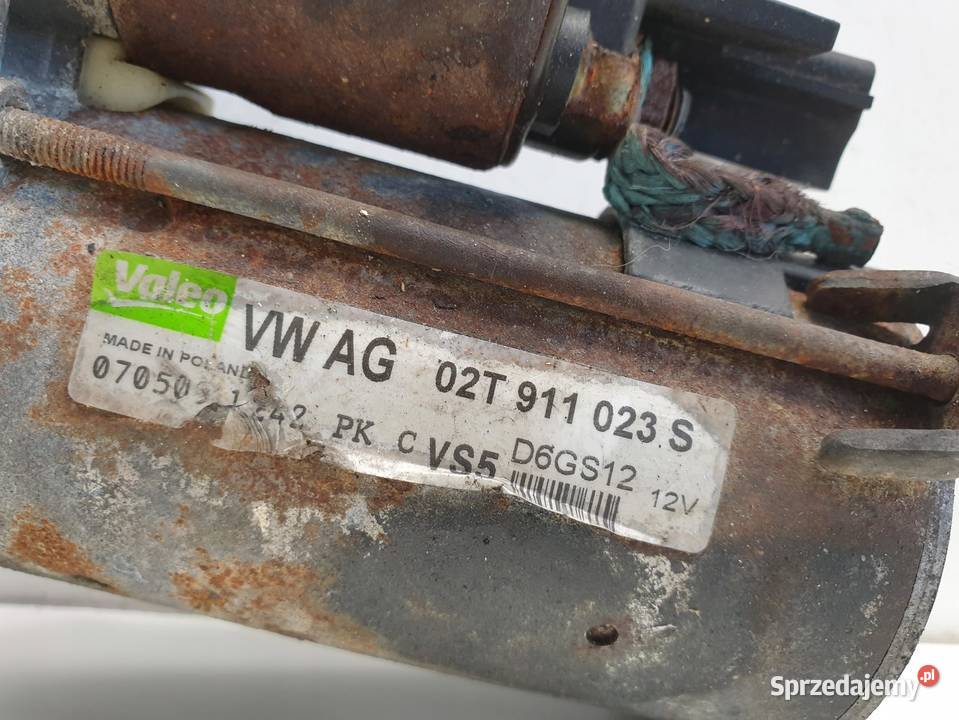 Valeo
VW AG 02T 911 023 S
MADE IN POLAND
PK C VS5 D6GS12 12V
Sprzedajemy.pl